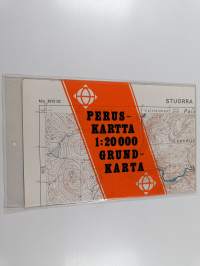 STUORRA
PERUS-
KARTTA
1:20 000
GRUND-
KARTA